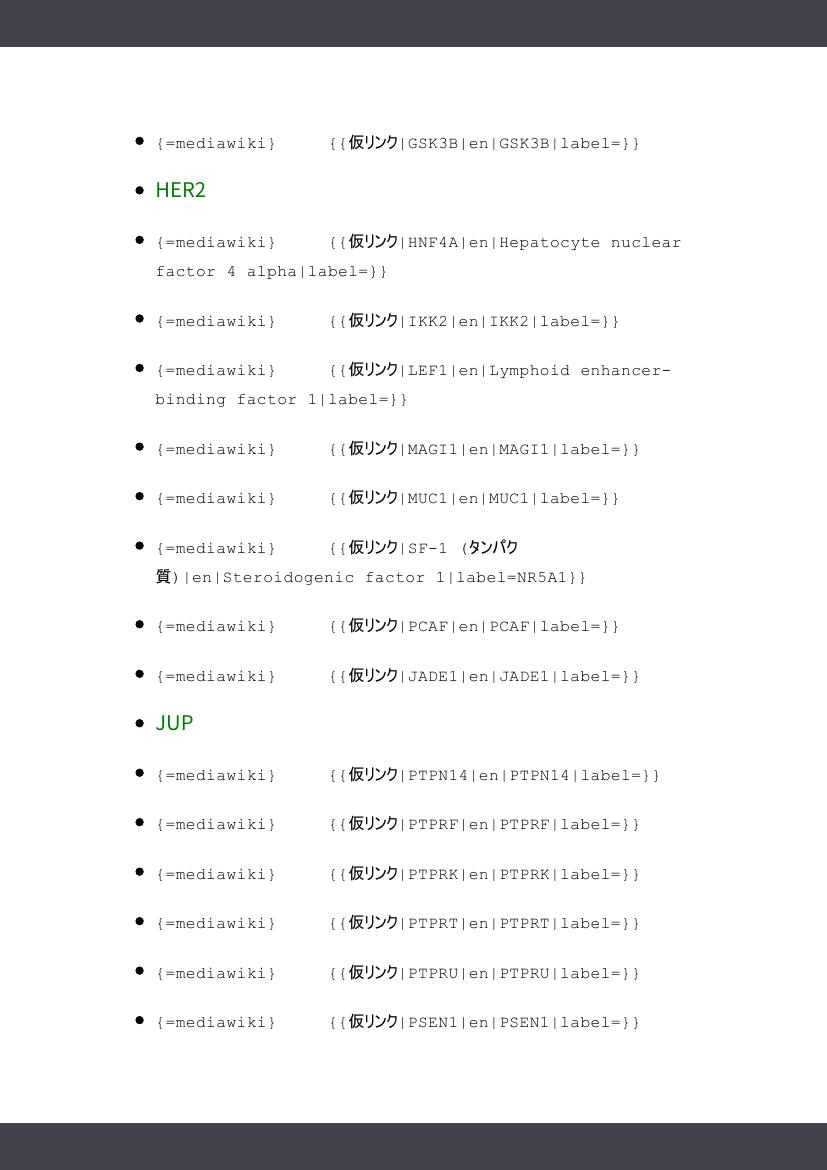 • {=mediawiki} {{仮リンク|GSK3B|en|GSK3B|label=}}
• HER2
• {=mediawiki} {{仮リンク|HNF4A|en|Hepatocyte nuclear
factor 4 alpha|label=}}
• {=mediawiki} {{仮リンク|IKK2|en|IKK2|label=}}
• {=mediawiki} {{仮リンク|LEF1|en|Lymphoid enhancer-
binding factor 1|label=}}
• {=mediawiki} {{仮リンク|MAGI1|en|MAGI1|label=}}
• {=mediawiki} {{仮リンク|MUC1|en|MUC1|label=}}
• {=mediawiki} {{仮リンク|SF-1 (タンパク
質)|en|Steroidogenic factor 1|label=NR5A1}}
• {=mediawiki} {{仮リンク|PCAF|en|PCAF|label=}}
• {=mediawiki} {{仮リンク|JADE1|en|JADE1|label=}}
• JUP
• {=mediawiki} {{仮リンク|PTPN14|en|PTPN14|label=}}
• {=mediawiki} {{仮リンク|PTPRF|en|PTPRF|label=}}
• {=mediawiki} {{仮リンク|PTPRK|en|PTPRK|label=}}
• {=mediawiki} {{仮リンク|PTPRT|en|PTPRT|label=}}
• {=mediawiki} {{仮リンク|PTPRU|en|PTPRU|label=}}
• {=mediawiki} {{仮リンク|PSEN1|en|PSEN1|label=}}